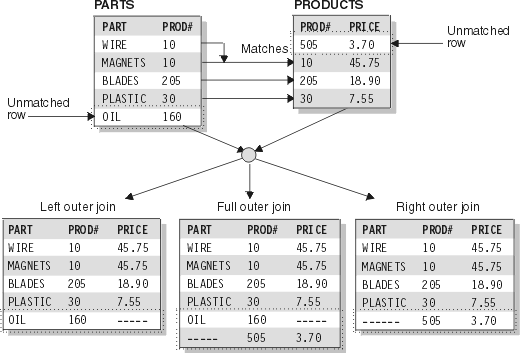 PARTS
PART PROD#
WIRE 10
MAGNETS 10
BLADES 205
PLASTIC 30
OIL 160
PRODUCTS
PROD# PRICE
505 3.70
10 45.75
205 18.90
30 7.55
Matches
Unmatched
row
Unmatched
row
Left outer join
PART PROD# PRICE
WIRE 10 45.75
MAGNETS 10 45.75
BLADES 205 18.90
PLASTIC 30 7.55
OIL 160 -----
Full outer join
PART PROD# PRICE
WIRE 10 45.75
MAGNETS 10 45.75
BLADES 205 18.90
PLASTIC 30 7.55
OIL 160 -----
----- 505 3.70
Right outer join
PART PROD# PRICE
WIRE 10 45.75
MAGNETS 10 45.75
BLADES 205 18.90
PLASTIC 30 7.55
------ 505 3.70